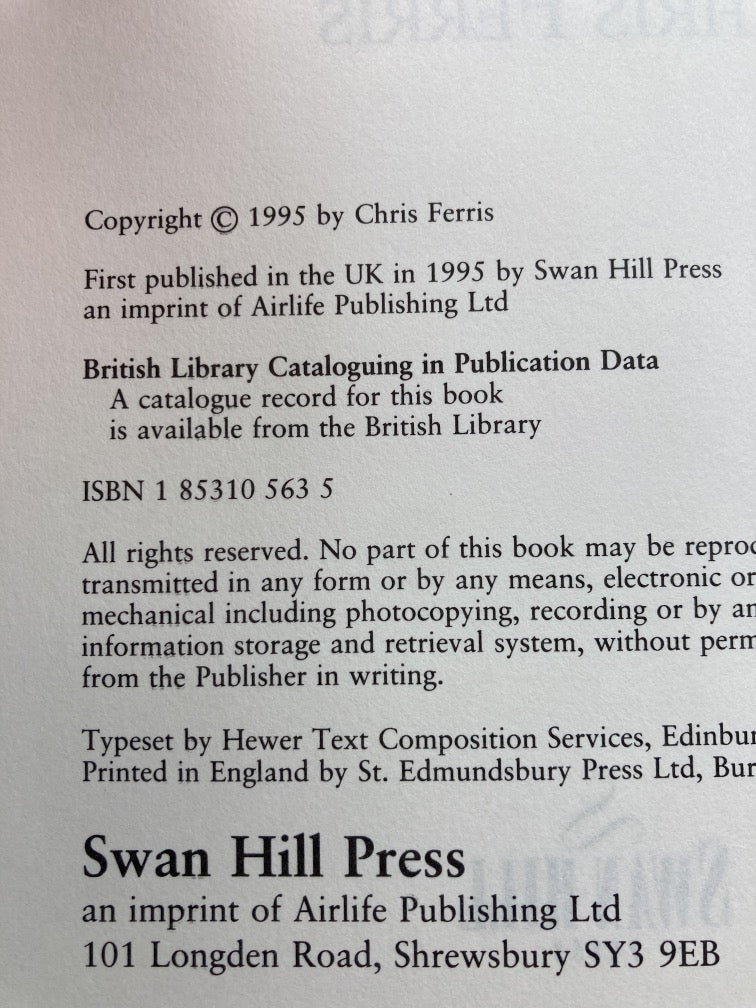 Copyright © 1995 by Chris Ferris
First published in the UK in 1995 by Swan Hill Press
an imprint of Airlife Publishing Ltd
British Library Cataloguing in Publication Data
A catalogue record for this book
is available from the British Library
ISBN 1 85310 563 5
All rights reserved. No part of this book may be reproc
transmitted in any form or by any means, electronic or
mechanical including photocopying, recording or by an
information storage and retrieval system, without perm
from the Publisher in writing.
Typeset by Hewer Text Composition Services, Edinbur
Printed in England by St. Edmundsbury Press Ltd, Bur
Swan Hill Press
an imprint of Airlife Publishing Ltd
101 Longden Road, Shrewsbury SY3 9EB